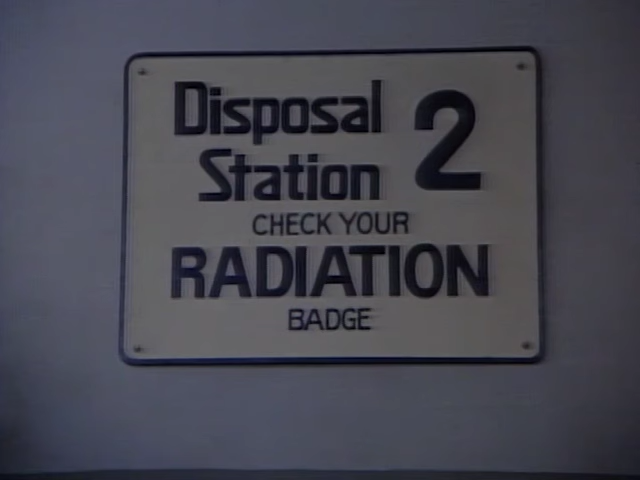 Disposal
Station 2
CHECK YOUR
RADIATION
BADGE